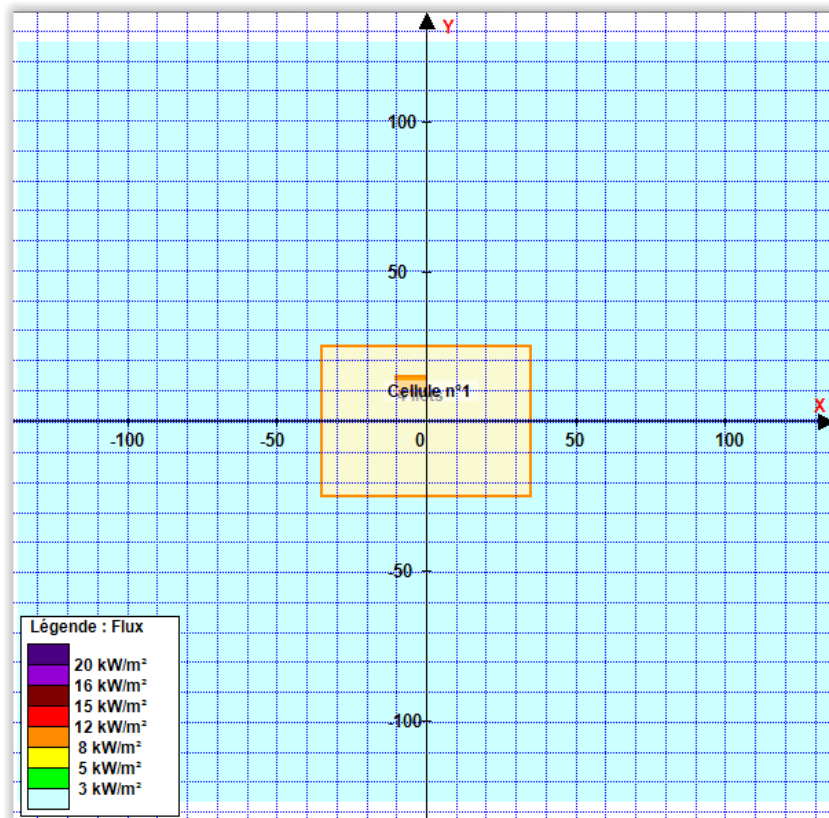 Y
100
50
Cellule n°1
X
-100
-50
0
50
100
-50
-100
Légende : Flux
20 kW/m²
16 kW/m²
15 kW/m²
12 kW/m²
8 kW/m²
5 kW/m²
3 kW/m²